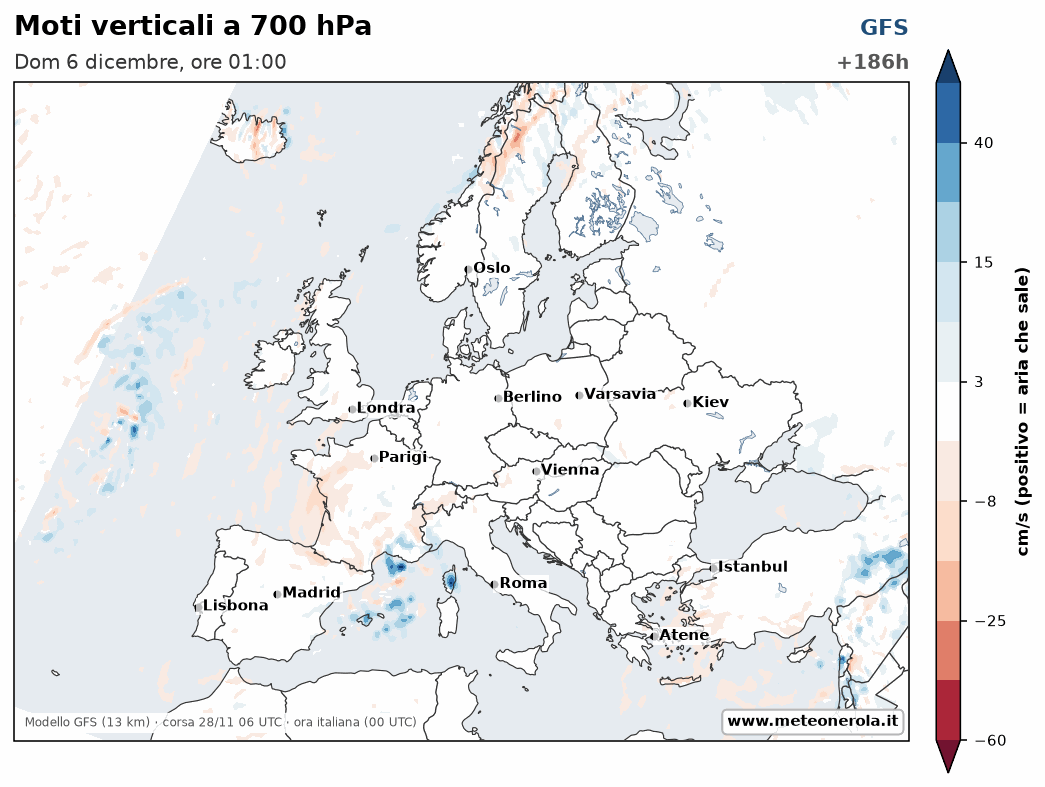 Moti verticali a 700 hPa
GFS
Dom 6 dicembre, ore 01:00
+186h
40
15
3
−8
−25
−60
cm/s (positivo = aria che sale)
Oslo
Berlino
Varsavia
Kiev
Londra
Parigi
Vienna
Istanbul
Roma
Madrid
Lisbona
Atene
Modello GFS (13 km) · corsa 28/11 06 UTC · ora italiana (00 UTC)
www.meteonerola.it